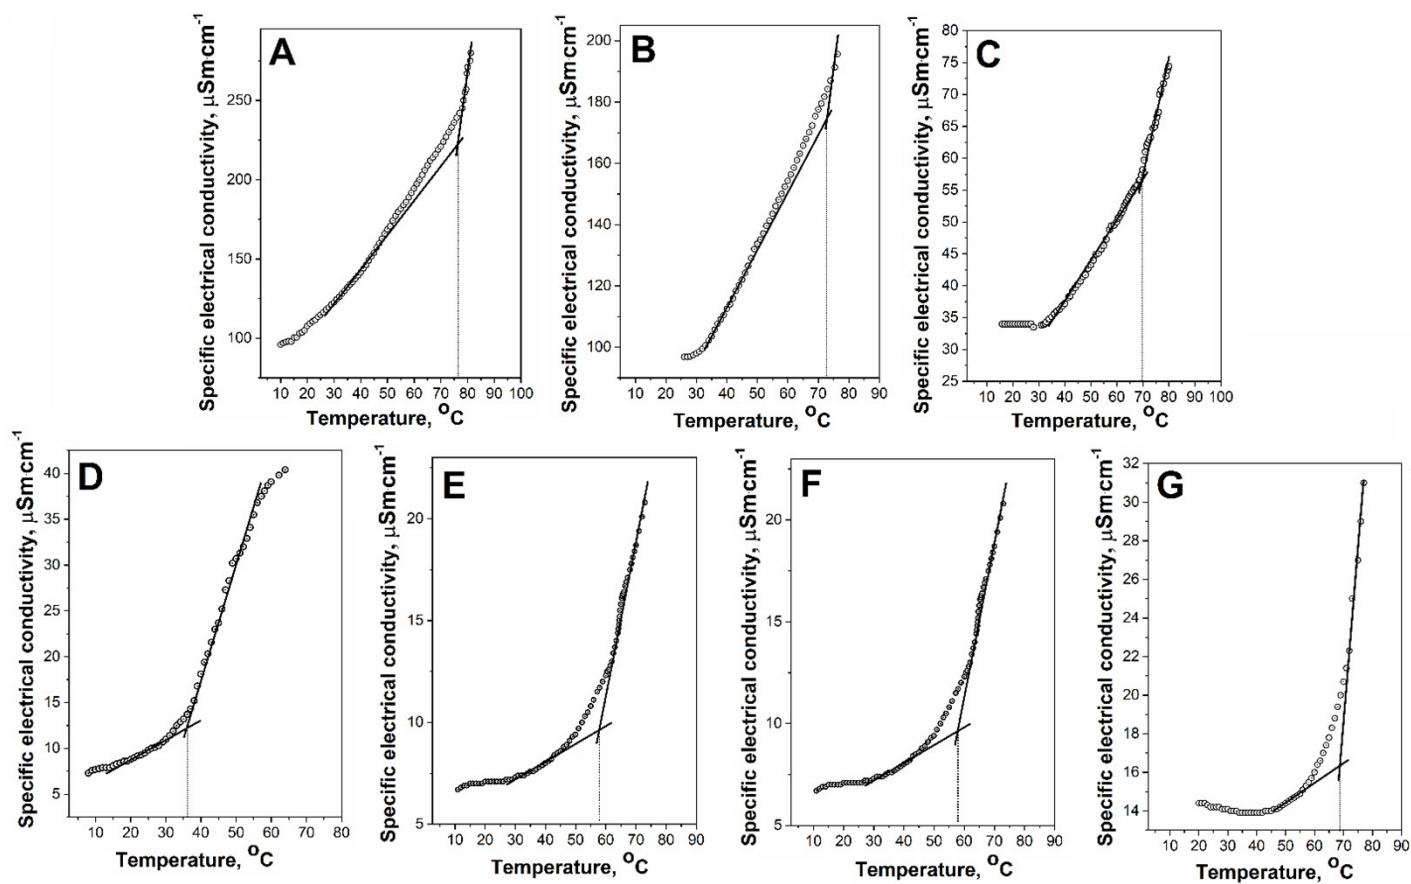 A
Specific electrical conductivity, µSm·cm⁻¹
250
200
150
100
0 10 20 30 40 50 60 70 80 90 100
Temperature, °C
B
Specific electrical conductivity, µSm·cm⁻¹
200
180
160
140
120
100
10 20 30 40 50 60 70 80 90
Temperature, °C
C
Specific electrical conductivity, µSm·cm⁻¹
80
75
70
65
60
55
50
45
40
35
30
25
10 20 30 40 50 60 70 80 90 100
Temperature, °C
D
Specific electrical conductivity, µSm·cm⁻¹
40
35
30
25
20
15
10
5
10 20 30 40 50 60 70 80
Temperature, °C
E
Specific electrical conductivity, µSm·cm⁻¹
20
15
10
5
10 20 30 40 50 60 70 80 90
Temperature, °C
F
Specific electrical conductivity, µSm·cm⁻¹
20
15
10
5
10 20 30 40 50 60 70 80 90
Temperature, °C
G
Specific electrical conductivity, µSm·cm⁻¹
32
30
28
26
24
22
20
18
16
14
10 20 30 40 50 60 70 80 90
Temperature, °C